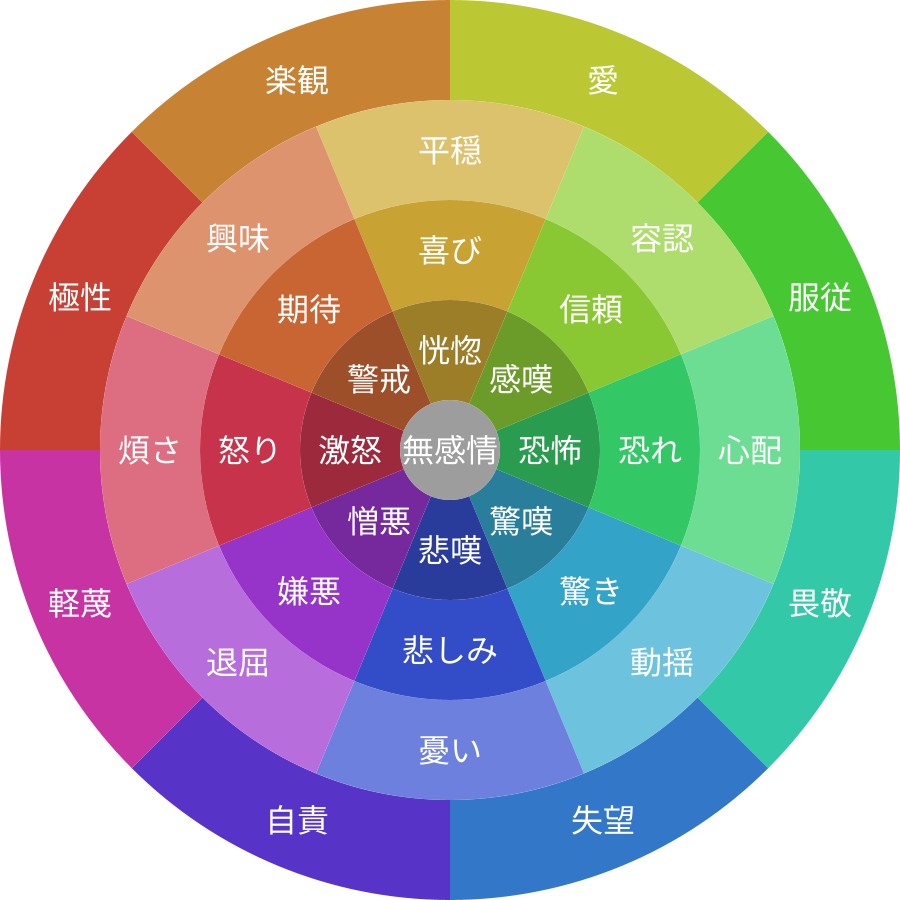 楽観
愛
平穏
興味
容認
喜び
極性
服従
期待
信頼
恍惚
警戒
感嘆
煩さ
怒り
激怒
無感情
恐怖
恐れ
心配
憎悪
驚嘆
悲嘆
嫌悪
驚き
軽蔑
畏敬
悲しみ
退屈
動揺
憂い
自責
失望